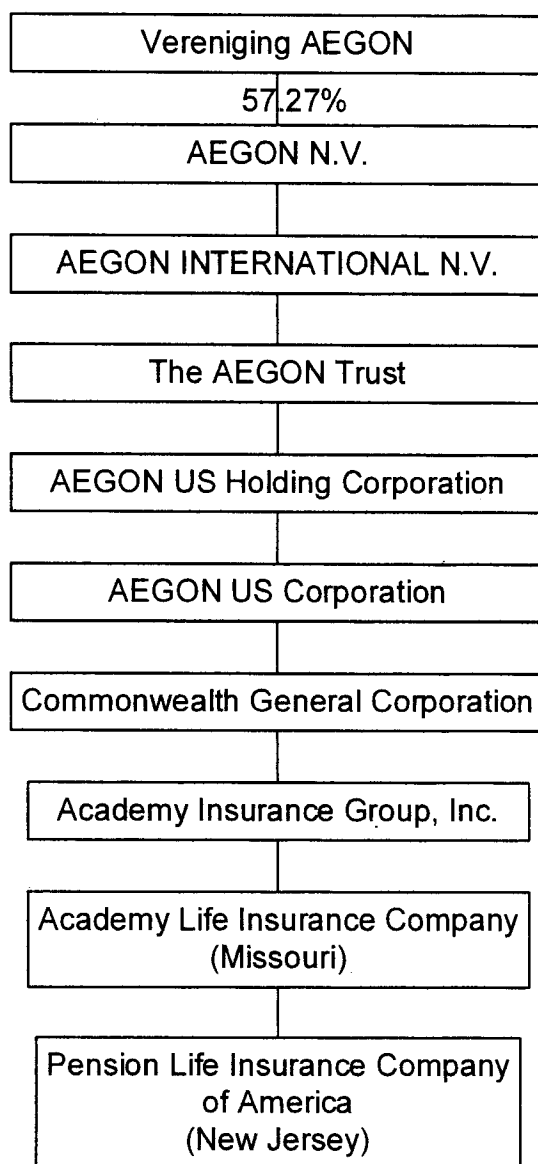 Vereniging AEGON
57.27%
AEGON N.V.
AEGON INTERNATIONAL N.V.
The AEGON Trust
AEGON US Holding Corporation
AEGON US Corporation
Commonwealth General Corporation
Academy Insurance Group, Inc.
Academy Life Insurance Company
(Missouri)
Pension Life Insurance Company
of America
(New Jersey)